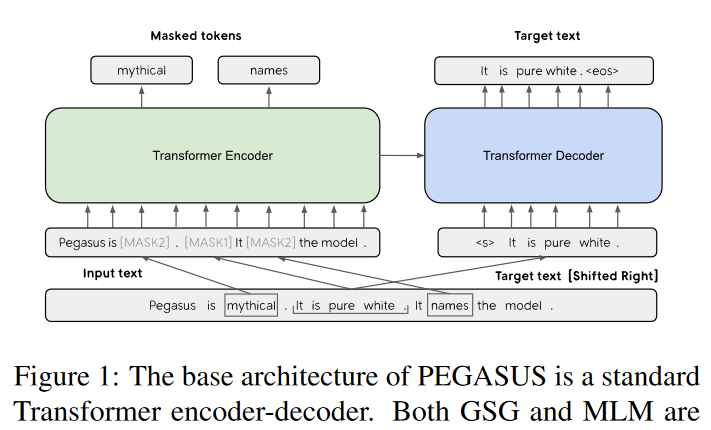 Masked tokens
Target text
mythical
names
It is pure white . <eos>
Transformer Encoder
Transformer Decoder
Pegasus is [MASK2] . [MASK1] It [MASK2] the model .
<s> It is pure white .
Input text
Target text [Shifted Right]
Pegasus is mythical . It is pure white . It names the model .
Figure 1: The base architecture of PEGASUS is a standard
Transformer encoder-decoder. Both GSG and MLM are